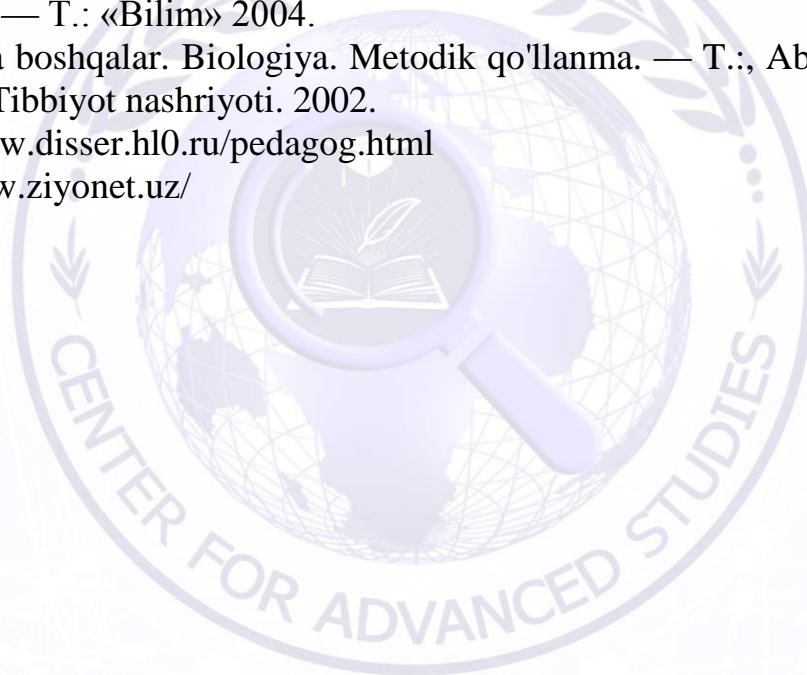 — T.: «Bilim» 2004.
boshqalar. Biologiya. Metodik qo'llanma. — T.:, Ab
Tibbiyot nashriyoti. 2002.
w.disser.hl0.ru/pedagog.html
w.ziyonet.uz/
CENTER FOR ADVANCED STUDIES